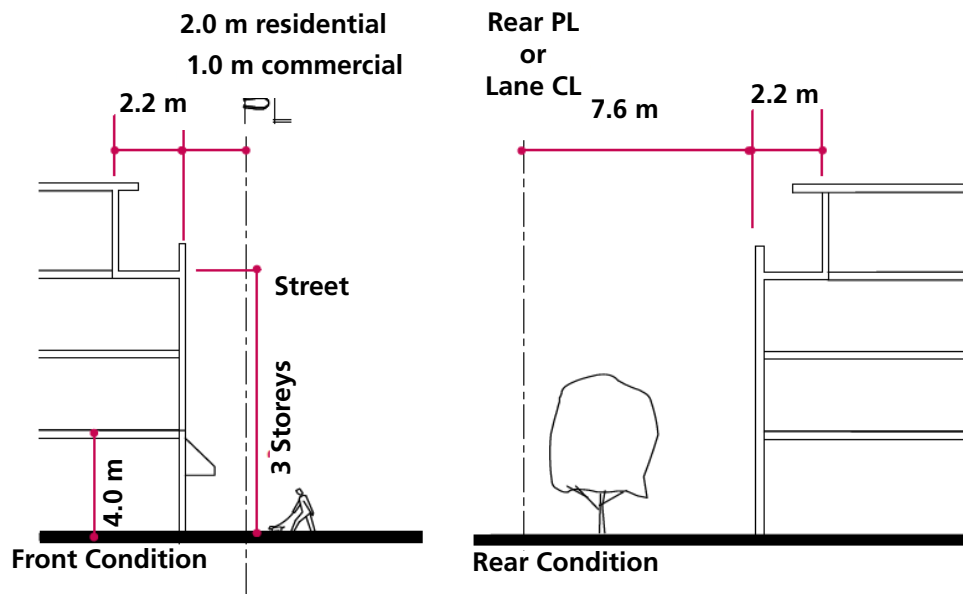 2.0 m residential
1.0 m commercial
2.2 m
Street
3 Storeys
4.0 m
Front Condition
Rear PL
or
Lane CL
7.6 m
2.2 m
Rear Condition